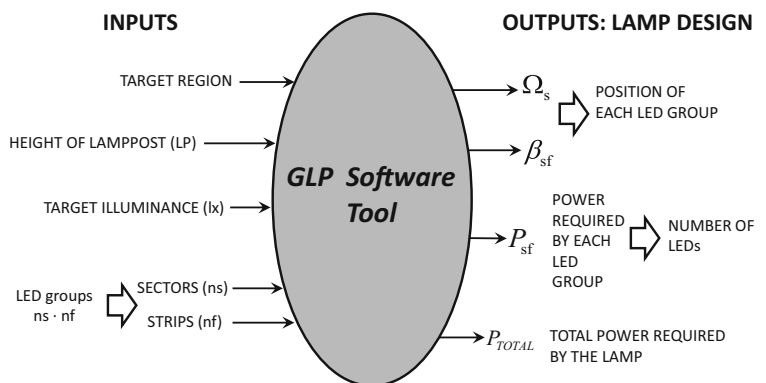 INPUTS
OUTPUTS: LAMP DESIGN
TARGET REGION
HEIGHT OF LAMPPOST (LP)
TARGET ILLUMINANCE (lx)
LED groups
ns · nf
SECTORS (ns)
STRIPS (nf)
GLP Software
Tool
Ωs
βsf
POSITION OF
EACH LED GROUP
Psf
POWER
REQUIRED
BY EACH
LED
GROUP
NUMBER OF
LEDs
PTOTAL
TOTAL POWER REQUIRED
BY THE LAMP